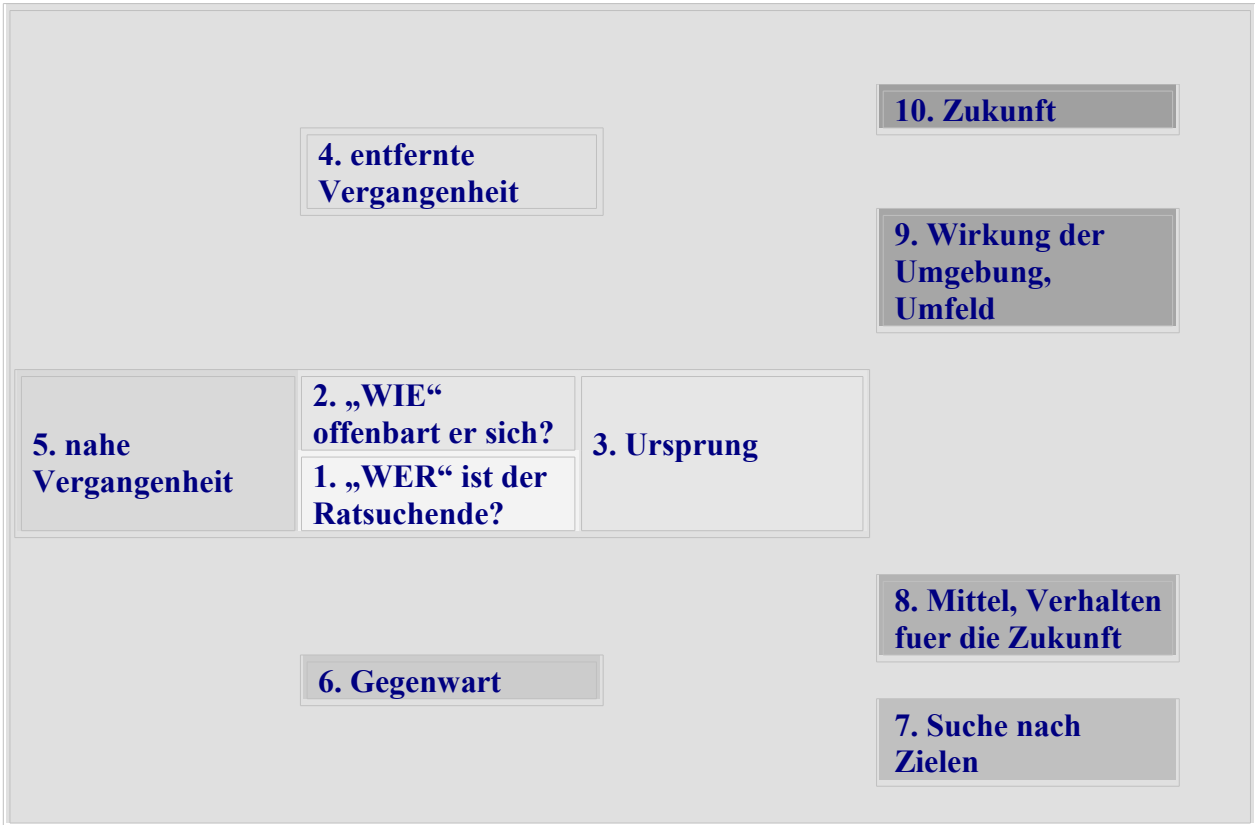 10. Zukunft
4. entfernte
Vergangenheit
9. Wirkung der
Umgebung,
Umfeld
5. nahe
Vergangenheit
2. „WIE“
offenbart er sich?
1. „WER“ ist der
Ratsuchende?
3. Ursprung
8. Mittel, Verhalten
fuer die Zukunft
6. Gegenwart
7. Suche nach
Zielen